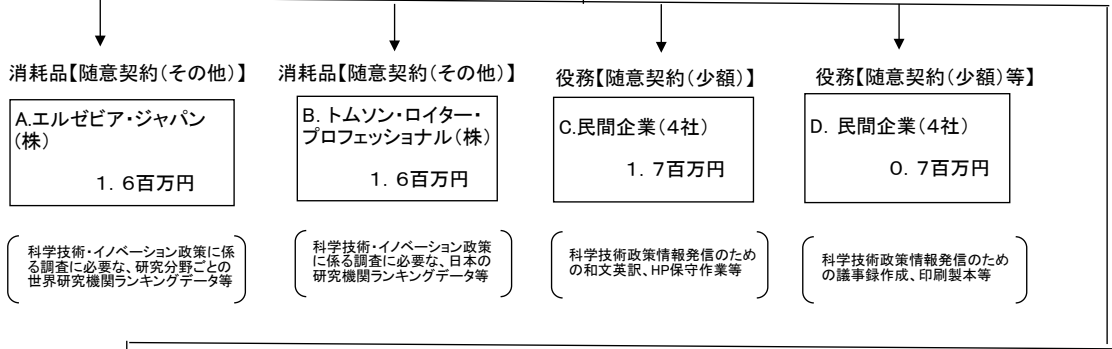 消耗品【随意契約(その他)】
A.エルゼビア・ジャパン
(株)
1.6百万円
科学技術・イノベーション政策に係
る調査に必要な、研究分野ごとの
世界研究機関ランキングデータ等
消耗品【随意契約(その他)】
B. トムソン・ロイター・
プロフェッショナル(株)
1.6百万円
科学技術・イノベーション政策
に係る調査に必要な、日本の
研究機関ランキングデータ等
役務【随意契約(少額)】
C.民間企業(4社)
1.7百万円
科学技術政策情報発信のため
の和文英訳、HP保守作業等
役務【随意契約(少額)等】
D. 民間企業(4社)
0.7百万円
科学技術政策情報発信のため
の議事録作成、印刷製本等